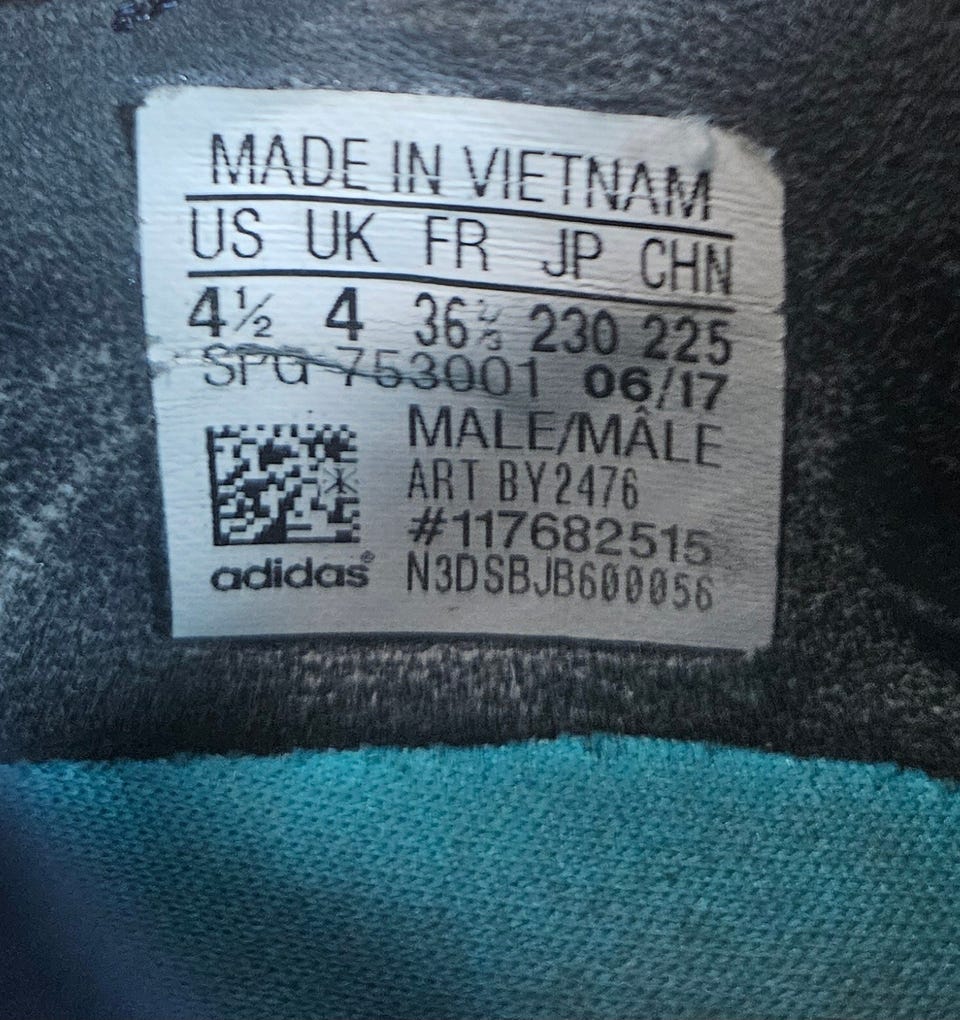 MADE IN VIETNAM
US UK FR JP CHN
4½ 4 36⅔ 230 225
SPG 753001 06/17
MALE/MÂLE
ART BY2476
#117682515
adidas® N3DSBJB600056